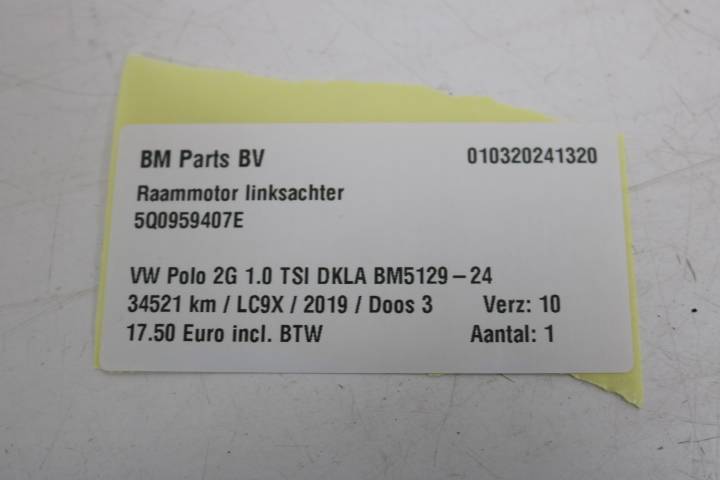 BM Parts BV 010320241320
Raammotor linksachter
5Q0959407E
VW Polo 2G 1.0 TSI DKLA BM5129-24
34521 km / LC9X / 2019 / Doos 3 Verz: 10
17.50 Euro incl. BTW Aantal: 1